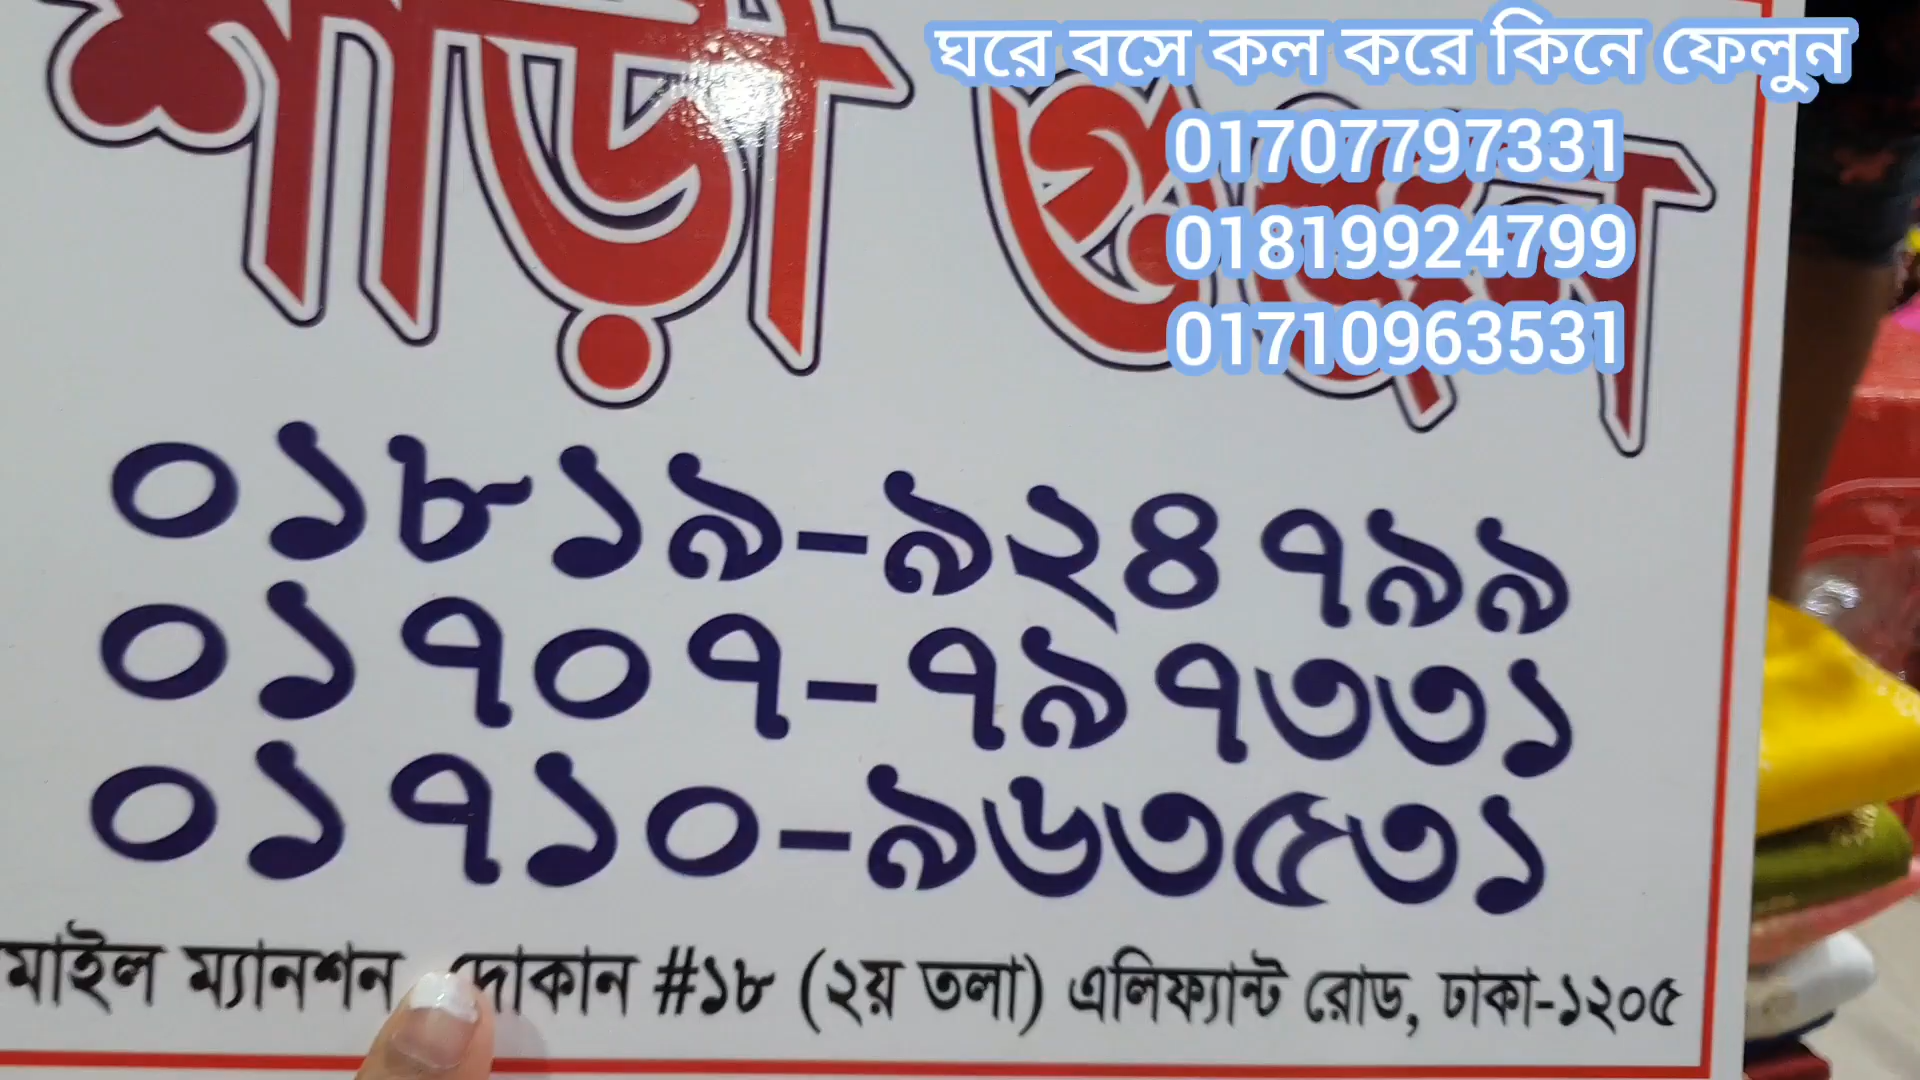 ঘরে বসে কল করে কিনে ফেলুন
01707797331
01819924799
01710963531
শাড়ী
০১৮১৯-৯২৪৭৯৯
০১৭০৭-৭৯৭৩৩১
০১৭১০-৯৬৩৫৩১
মাইল ম্যানশন দোকান #১৮ (২য় তলা) এলিফ্যান্ট রোড, ঢাকা-১২০৫